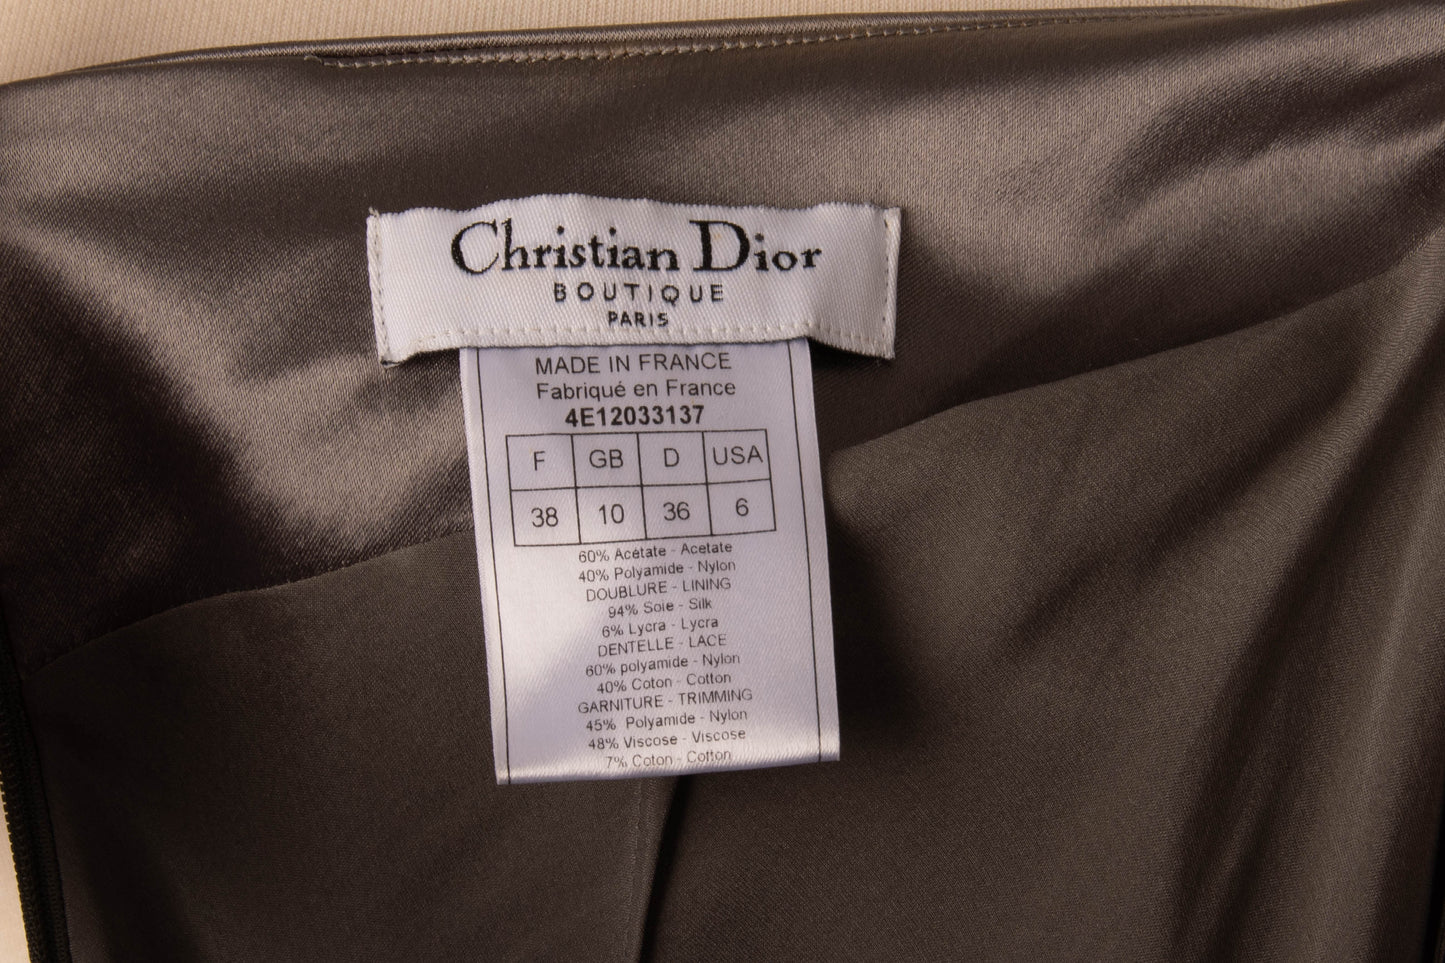 Christian Dior
BOUTIQUE
PARIS
MADE IN FRANCE
Fabriqué en France
4E12033137
F GB D USA
38 10 36 6
60% Acétate - Acetate
40% Polyamide - Nylon
DOUBLURE - LINING
94% Soie - Silk
6% Lycra - Lycra
DENTELLE - LACE
60% polyamide - Nylon
40% Coton - Cotton
GARNITURE - TRIMMING
45% Polyamide - Nylon
48% Viscose - Viscose
7% Coton - Cotton